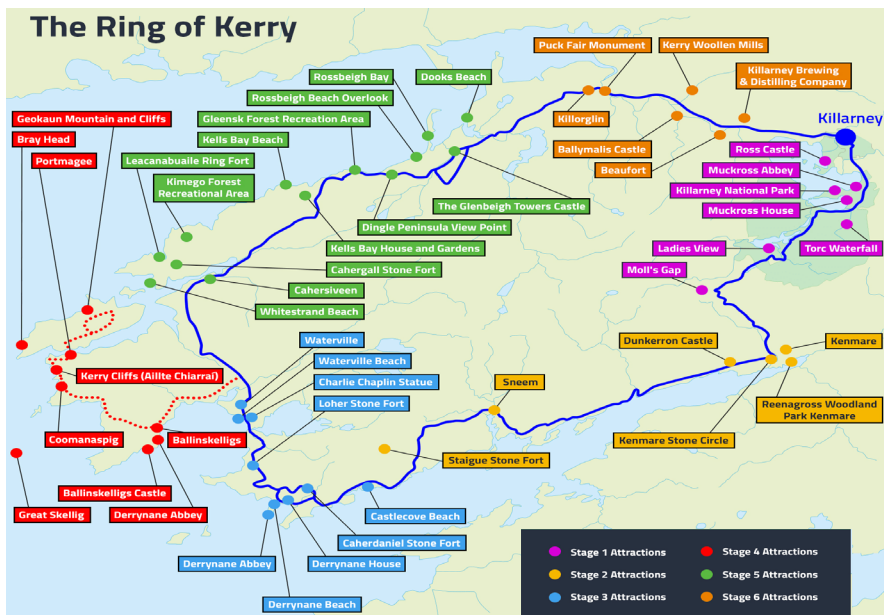 The Ring of Kerry
Puck Fair Monument
Kerry Woollen Mills
Rossbeigh Bay
Dooks Beach
Killarney Brewing
& Distilling Company
Rossbeigh Beach Overlook
Geokaun Mountain and Cliffs
Gleensk Forest Recreation Area
Killorglin
Killarney
Bray Head
Kells Bay Beach
Portmagee
Leacanabuaile Ring Fort
Ballymalis Castle
Ross Castle
Beaufort
Muckross Abbey
Kimego Forest
Recreational Area
Killarney National Park
The Glenbeigh Towers Castle
Muckross House
Dingle Peninsula View Point
Kells Bay House and Gardens
Ladies View
Torc Waterfall
Cahergall Stone Fort
Moll's Gap
Cahersiveen
Whitestrand Beach
Waterville
Dunkerron Castle
Kenmare
Waterville Beach
Kerry Cliffs (Aillte Chiarraí)
Charlie Chaplin Statue
Sneem
Loher Stone Fort
Reenagross Woodland
Park Kenmare
Coomanaspig
Ballinskelligs
Kenmare Stone Circle
Staigue Stone Fort
Ballinskelligs Castle
Great Skellig
Derrynane Abbey
Castlecove Beach
Caherdaniel Stone Fort
Derrynane Abbey
Derrynane House
Derrynane Beach
Stage 1 Attractions
Stage 4 Attractions
Stage 2 Attractions
Stage 5 Attractions
Stage 3 Attractions
Stage 6 Attractions